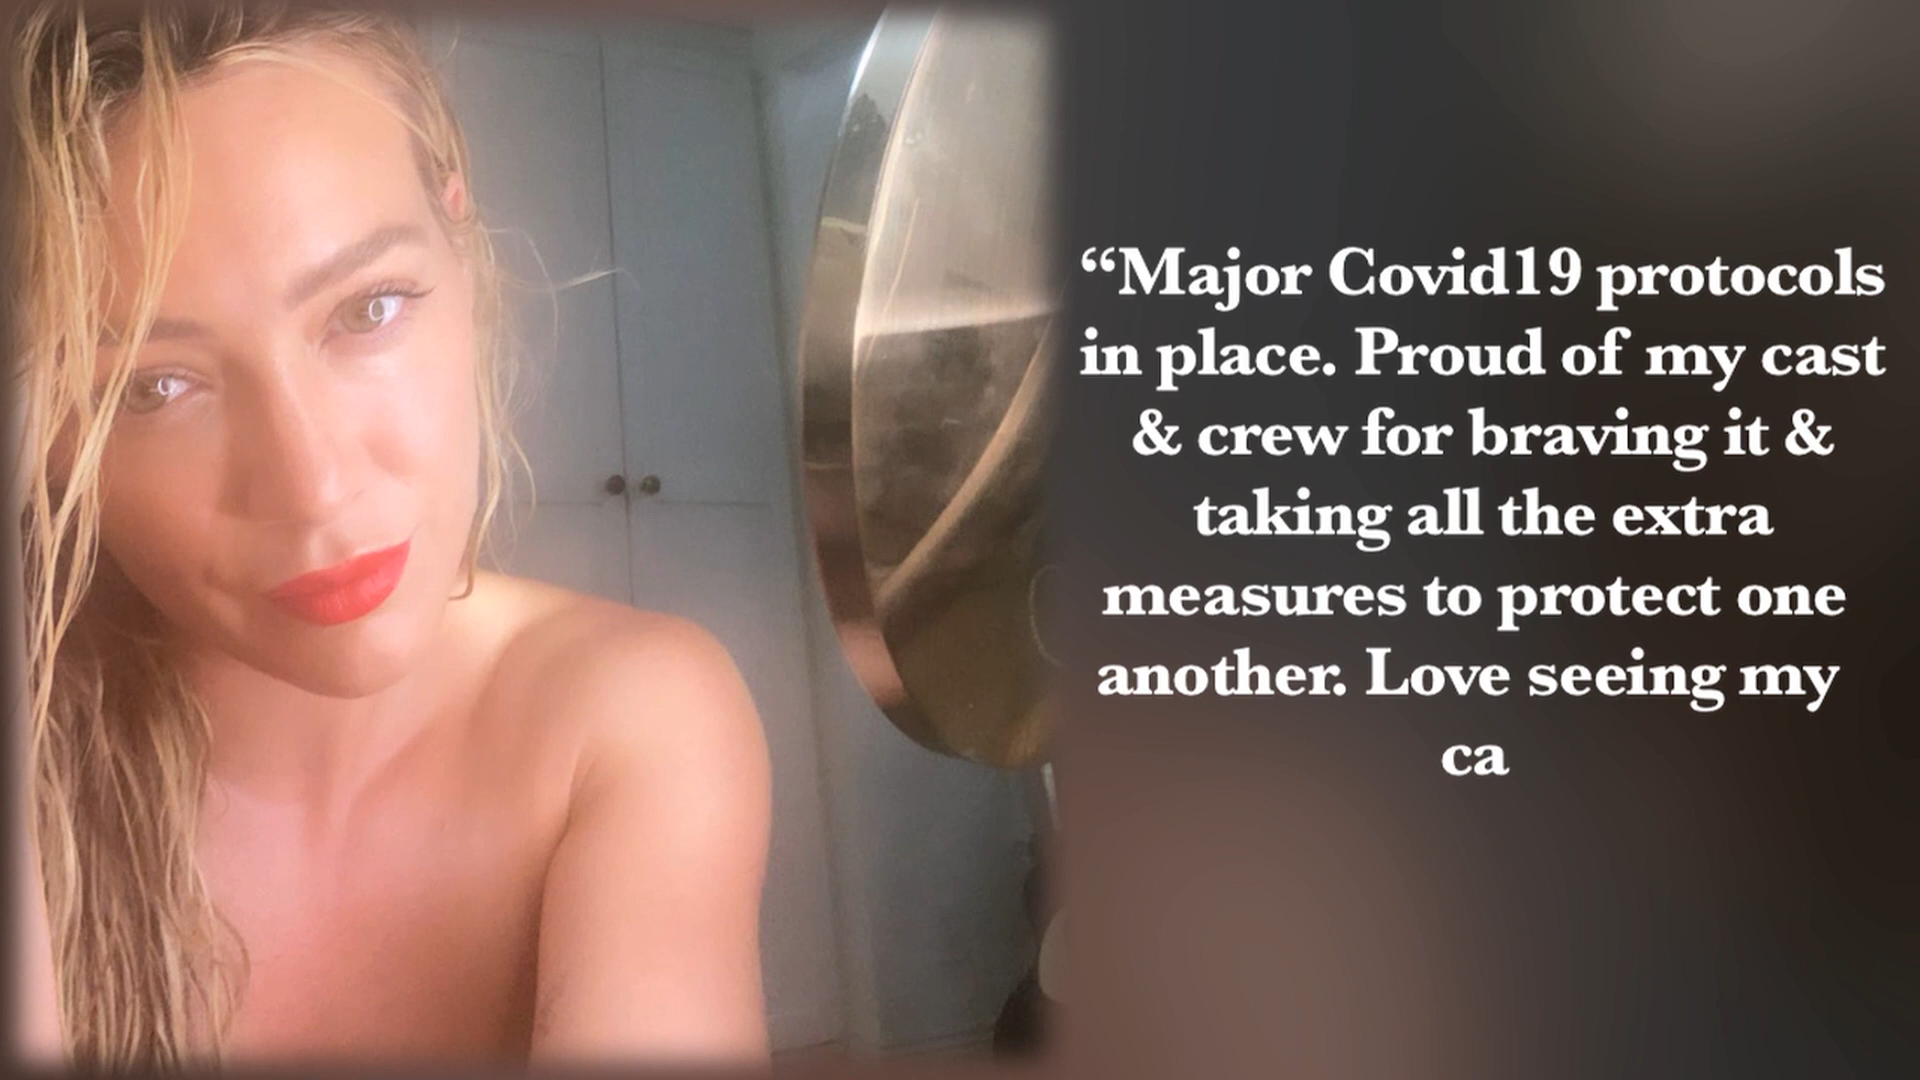 “Major Covid19 protocols
in place. Proud of my cast
& crew for braving it &
taking all the extra
measures to protect one
another. Love seeing my
ca